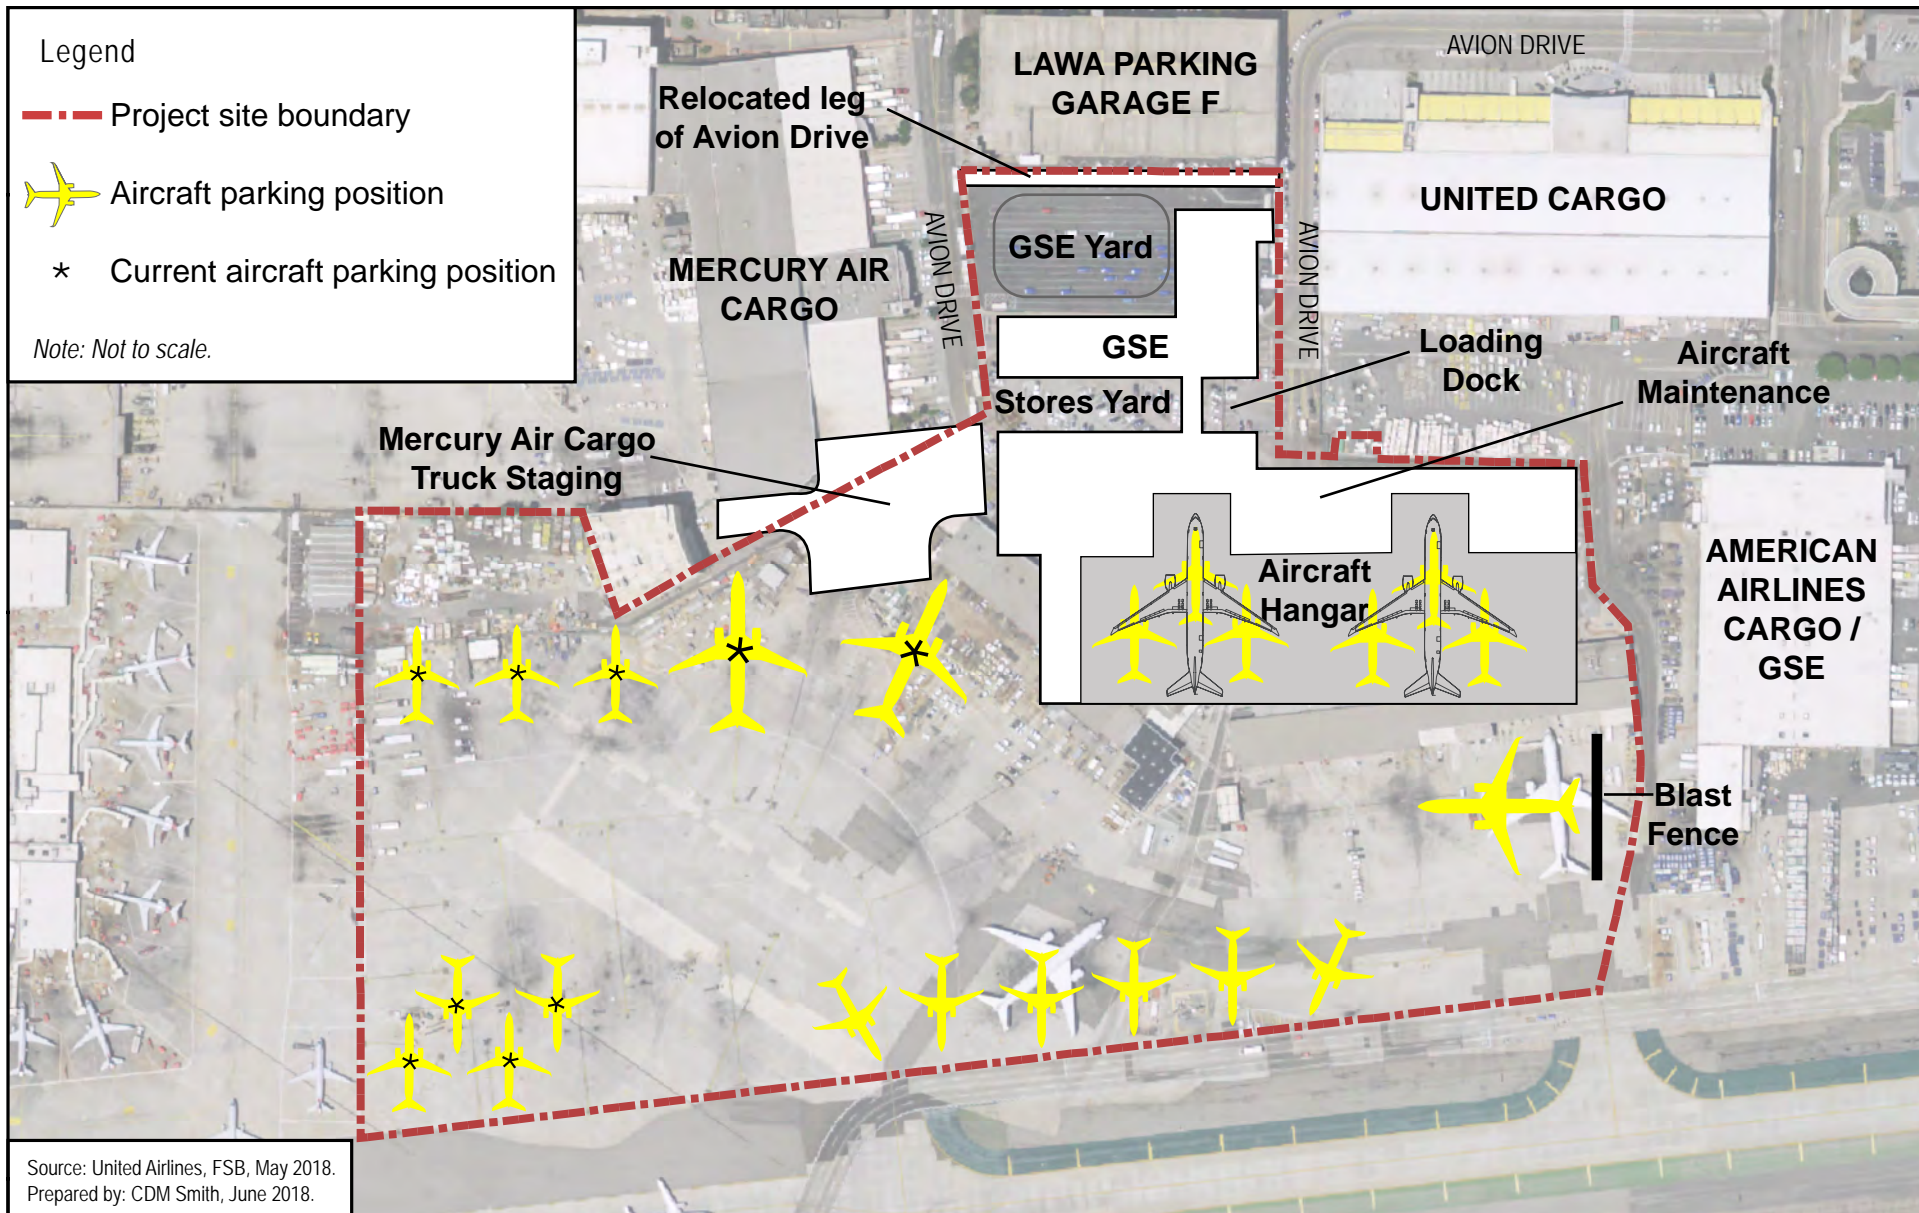 Legend
Project site boundary
Aircraft parking position
* Current aircraft parking position
Note: Not to scale.
AVION DRIVE
LAWA PARKING
GARAGE F
Relocated leg
of Avion Drive
UNITED CARGO
AVION DRIVE
AVION DRIVE
GSE Yard
MERCURY AIR
CARGO
GSE
Loading
Dock
Aircraft
Maintenance
Stores Yard
Mercury Air Cargo
Truck Staging
AMERICAN
AIRLINES
CARGO /
GSE
Aircraft
Hangar
Blast
Fence
Source: United Airlines, FSB, May 2018.
Prepared by: CDM Smith, June 2018.